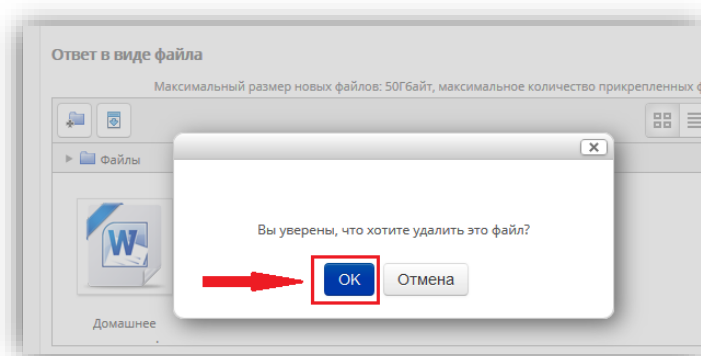 Ответ в виде файла
Максимальный размер новых файлов: 50Гбайт, максимальное количество прикрепленных
Файлы
Вы уверены, что хотите удалить это файл?
OK
Отмена
Домашнее